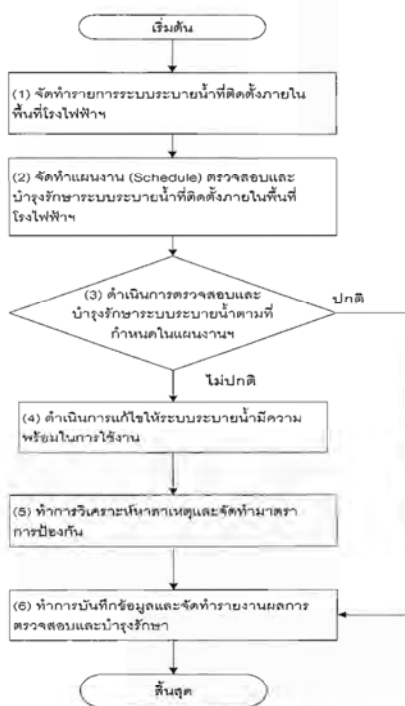 เริ่มต้น
(1) จัดทำรายการระบบระบายน้ำที่ติดตั้งภายใน
พื้นที่โรงไฟฟ้าฯ
(2) จัดทำแผนงาน (Schedule) ตรวจสอบและ
บำรุงรักษาระบบระบายน้ำที่ติดตั้งภายในพื้นที่
โรงไฟฟ้าฯ
(3) ดำเนินการตรวจสอบและ
บำรุงรักษาระบบระบายน้ำตามที่
กำหนดในแผนงานฯ
ปกติ
ไม่ปกติ
(4) ดำเนินการแก้ไขให้ระบบระบายน้ำมีความ
พร้อมในการใช้งาน
(5) ทำการวิเคราะห์หาสาเหตุและจัดทำมาตรา
การป้องกัน
(6) ทำการบันทึกข้อมูลและจัดทำรายงานผลการ
ตรวจสอบและบำรุงรักษา
สิ้นสุด